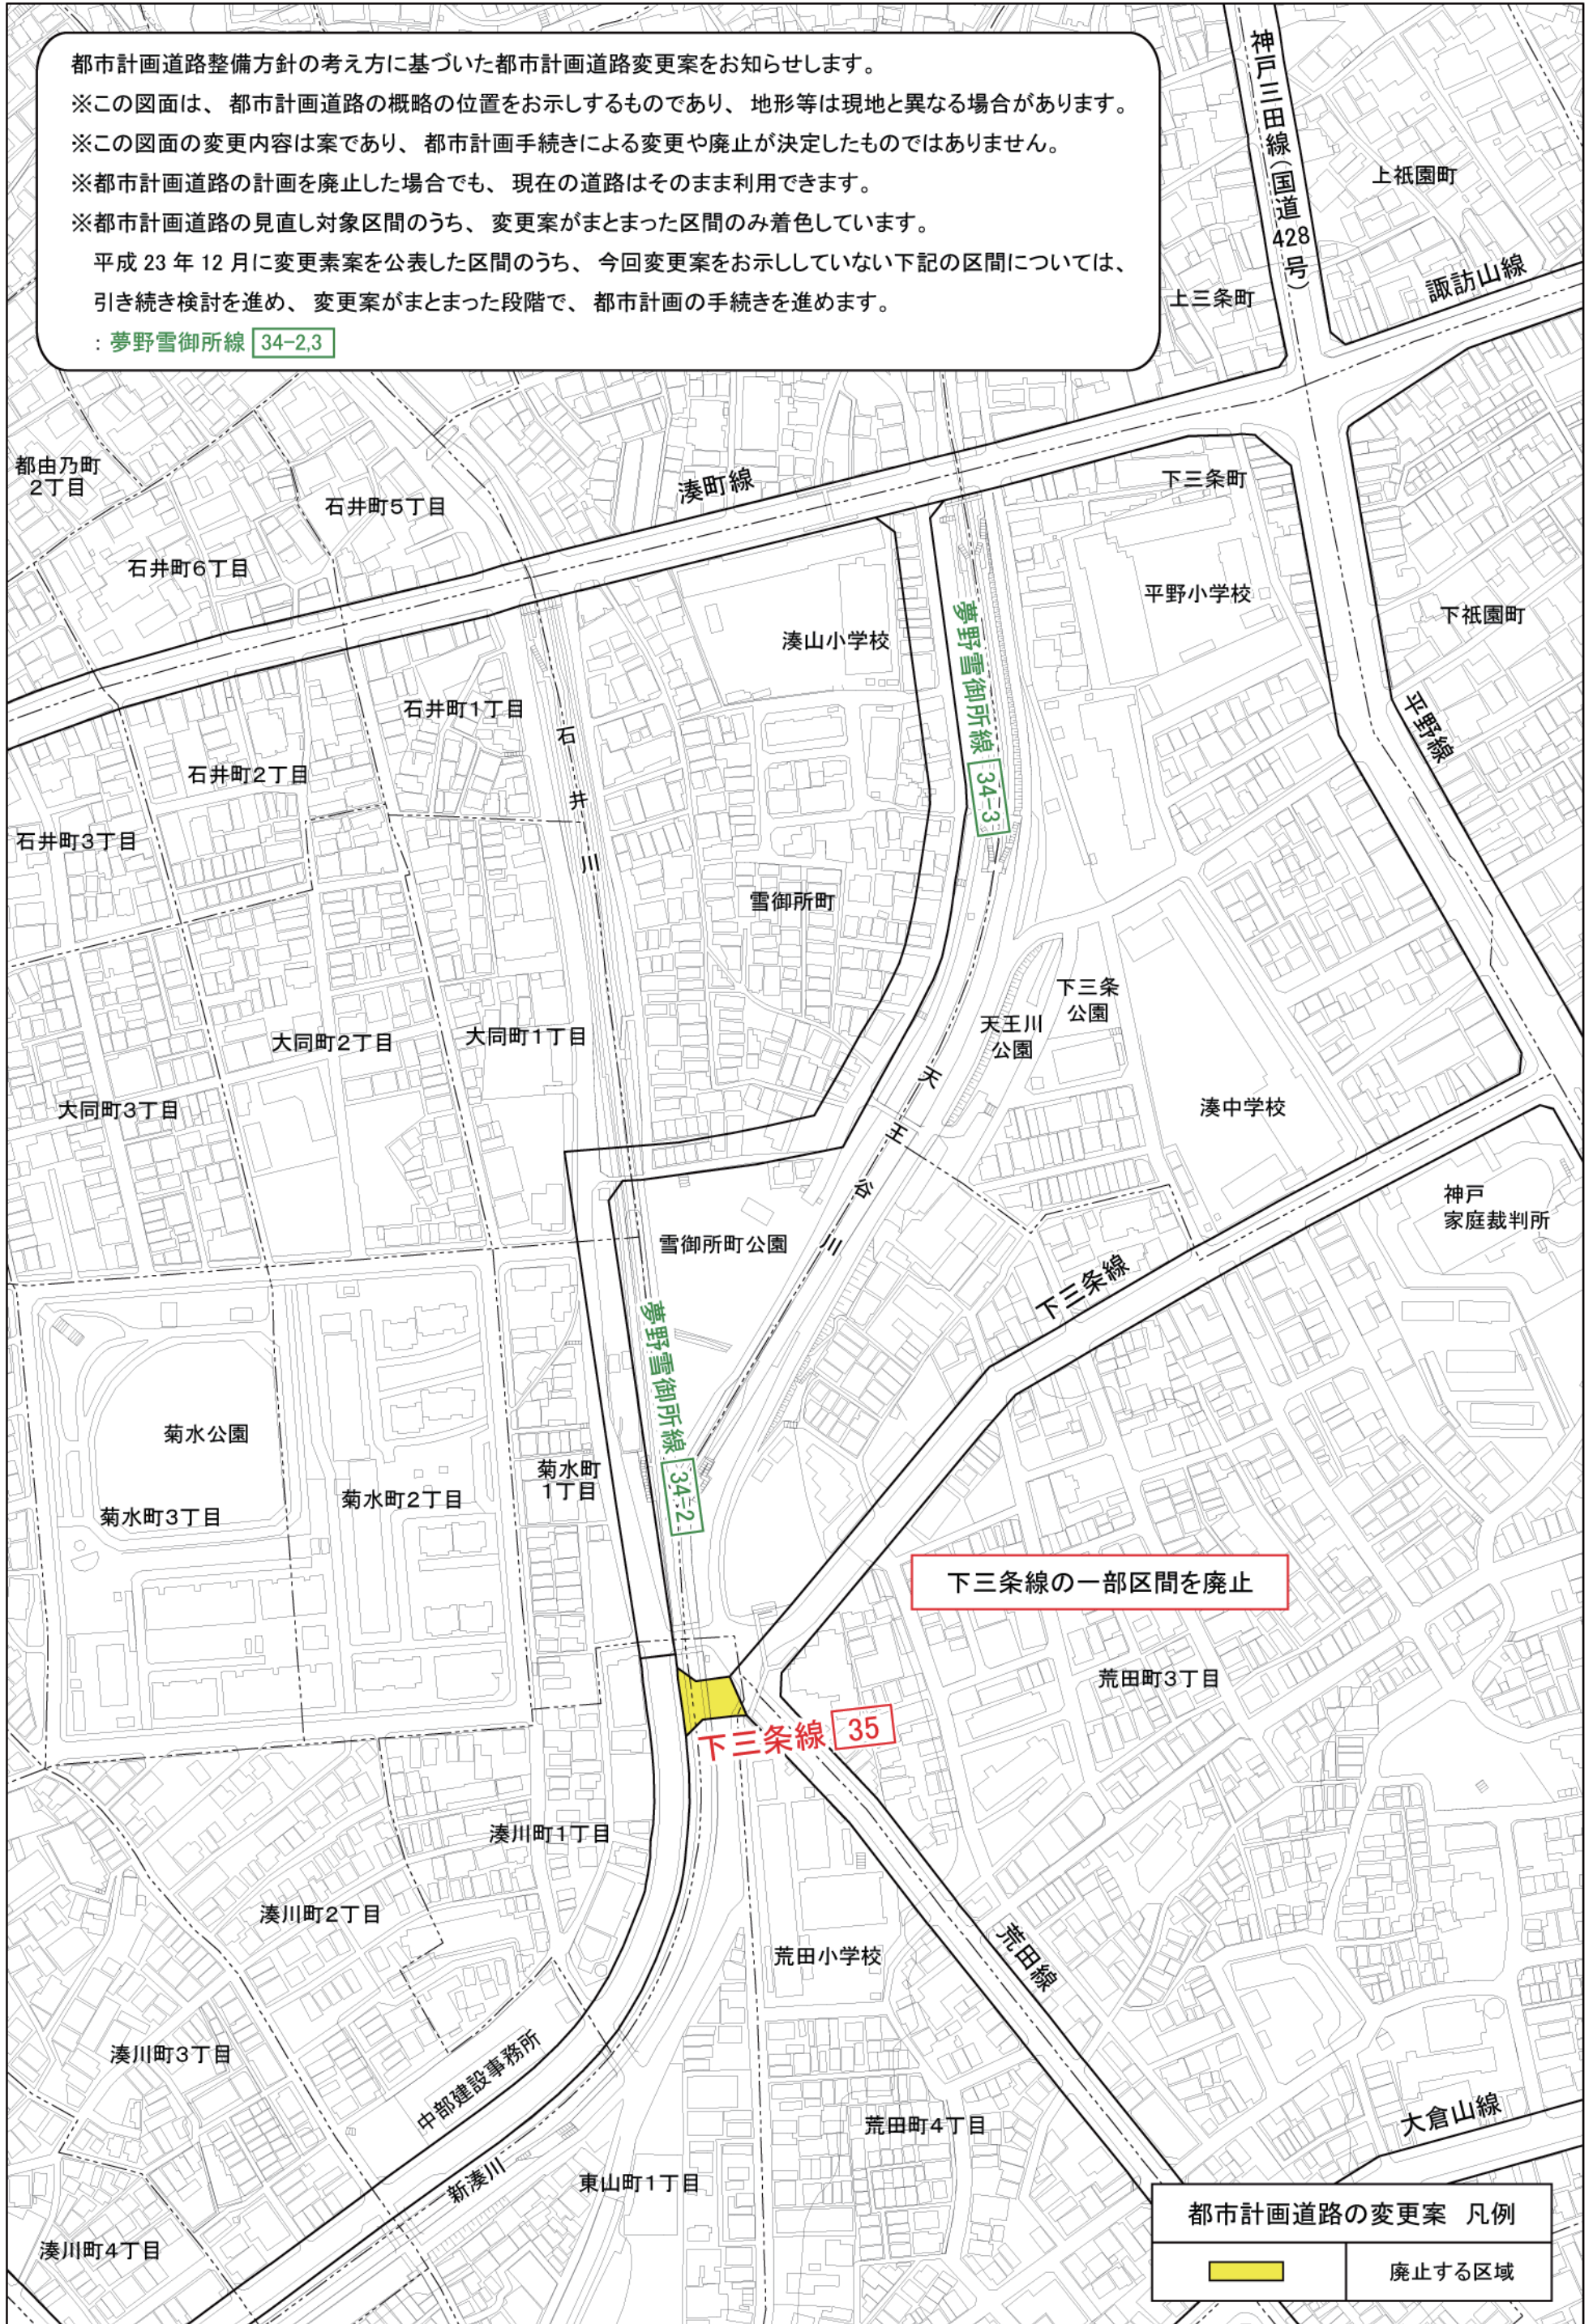 都市計画道路整備方針の考え方に基づいた都市計画道路変更案をお知らせします。
※この図面は、都市計画道路の概略の位置をお示しするものであり、地形等は現地と異なる場合があります。
※この図面の変更内容は案であり、都市計画手続きによる変更や廃止が決定したものではありません。
※都市計画道路の計画を廃止した場合でも、現在の道路はそのまま利用できます。
※都市計画道路の見直し対象区間のうち、変更案がまとまった区間のみ着色しています。
平成 23 年 12 月に変更素案を公表した区間のうち、今回変更案をお示ししていない下記の区間については、
引き続き検討を進め、変更案がまとまった段階で、都市計画の手続きを進めます。
：夢野雪御所線 34-2,3
神戸三田線（国道428号）
上祇園町
諏訪山線
上三条町
都由乃町
2丁目
石井町5丁目
湊町線
下三条町
石井町6丁目
平野小学校
下祇園町
湊山小学校
夢野雪御所線 34-3
石井町1丁目
石井川
平野線
石井町2丁目
石井町3丁目
雪御所町
下三条
公園
天王川
公園
大同町2丁目
大同町1丁目
大同町3丁目
湊中学校
天王谷川
神戸
家庭裁判所
雪御所町公園
下三条線
夢野雪御所線 34-2
菊水公園
菊水町
1丁目
菊水町2丁目
菊水町3丁目
下三条線の一部区間を廃止
荒田町3丁目
下三条線 35
湊川町1丁目
湊川町2丁目
荒田小学校
荒田線
湊川町3丁目
中部建設事務所
荒田町4丁目
大倉山線
新湊川
東山町1丁目
湊川町4丁目
都市計画道路の変更案 凡例
廃止する区域